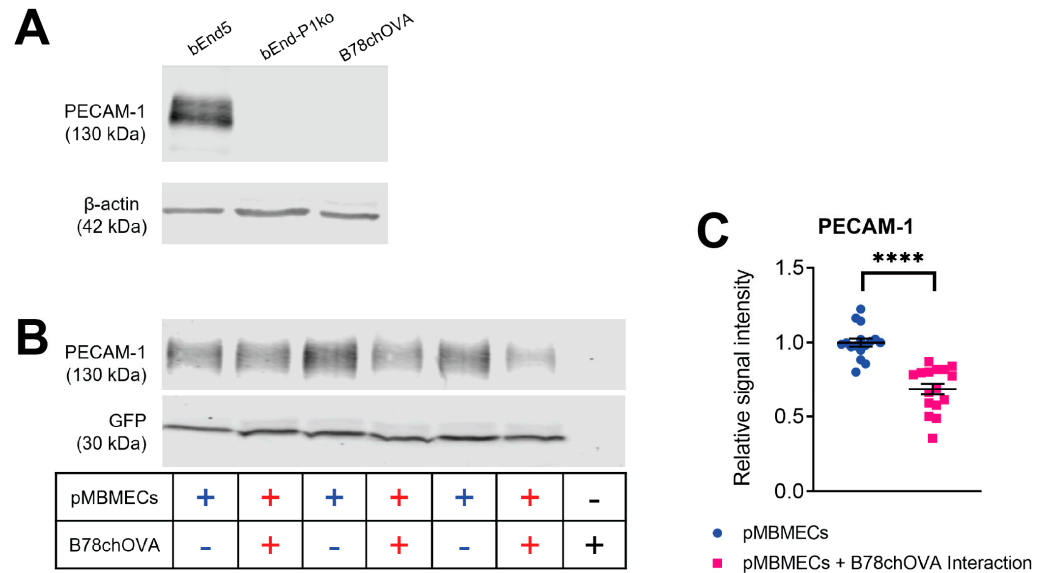 A
bEnd5
bEnd-P1ko
B78chOVA
PECAM-1
(130 kDa)
β-actin
(42 kDa)
B
PECAM-1
(130 kDa)
GFP
(30 kDa)
pMBMECs + + + + + + -
B78chOVA - + - + - + +
C
PECAM-1
****
Relative signal intensity
1.5
1.0
0.5
0.0
pMBMECs
pMBMECs + B78chOVA Interaction